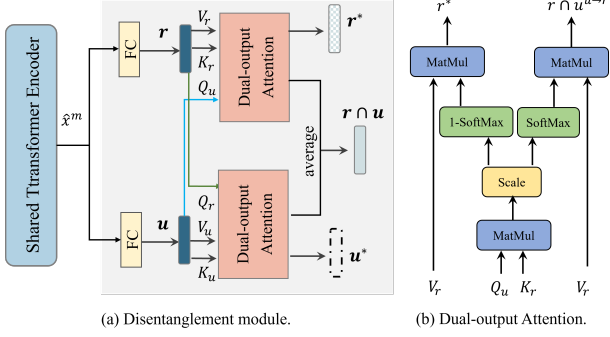 Shared Ttransformer Encoder
x̂ᵐ
FC
r
V_r
K_r
Q_u
Dual-output Attention
r*
r ∩ u
average
FC
u
Q_r
V_u
K_u
Dual-output Attention
u*
(a) Disentanglement module.
r*
r ∩ u^{u→r}
MatMul
MatMul
1-SoftMax
SoftMax
Scale
MatMul
V_r
Q_u
K_r
V_r
(b) Dual-output Attention.